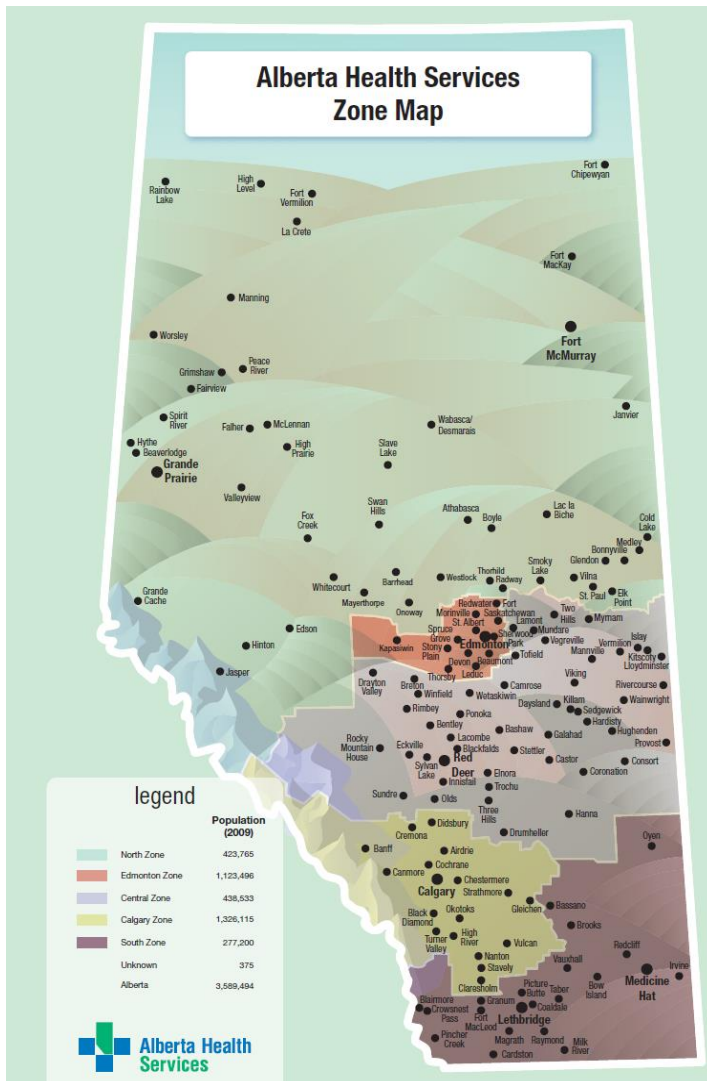 Alberta Health Services
Zone Map
Rainbow
Lake
High
Level
Fort
Vermilion
La Crete
Fort
Chipewyan
Fort
MacKay
Manning
Worsley
Fort
McMurray
Peace
River
Grimshaw
Fairview
Spirit
River
Falher
McLennan
Wabasca/
Desmarais
Janvier
Hythe
Beaverlodge
High
Prairie
Slave
Lake
Grande
Prairie
Valleyview
Swan
Hills
Fox
Creek
Athabasca
Boyle
Lac la
Biche
Cold
Lake
Medley
Bonnyville
Glendon
Whitecourt
Barrhead
Westlock
Thorhild
Radway
Smoky
Lake
Vilna
St. Paul
Elk
Point
Grande
Cache
Mayerthorpe
Onoway
Redwater
Morinville
Fort
Saskatchewan
St. Albert
Lamont
Two
Hills
Myrnam
Edson
Hinton
Jasper
Kapasiwin
Spruce
Grove
Stony
Plain
Edmonton
Sherwood
Park
Mundare
Vegreville
Mannville
Vermilion
Islay
Kitscoty
Lloydminster
Devon
Beaumont
Tofield
Thorsby
Leduc
Viking
Rivercourse
Drayton
Valley
Breton
Winfield
Wetaskiwin
Camrose
Daysland
Killam
Sedgewick
Wainwright
Rimbey
Ponoka
Hardisty
Hughenden
Bentley
Bashaw
Galahad
Provost
Rocky
Mountain
House
Eckville
Lacombe
Blackfalds
Stettler
Castor
Consort
Sylvan
Lake
Red
Deer
Coronation
Innisfail
Elnora
Trochu
Sundre
Olds
Three
Hills
Hanna
Didsbury
Cremona
Drumheller
Oyen
Banff
Airdrie
Canmore
Cochrane
Calgary
Chestermere
Strathmore
Gleichen
Bassano
Black
Diamond
Okotoks
Brooks
Turner
Valley
High
River
Vulcan
Redcliff
Nanton
Stavely
Vauxhall
Medicine
Hat
Irvine
Claresholm
Picture
Butte
Taber
Bow
Island
Blairmore
Crowsnest
Pass
Granum
Fort
MacLeod
Coaldale
Lethbridge
Pincher
Creek
Magrath
Raymond
Milk
River
Cardston
legend
Population
(2009)
North Zone 423,765
Edmonton Zone 1,123,496
Central Zone 438,533
Calgary Zone 1,326,115
South Zone 277,200
Unknown 375
Alberta 3,589,494
Alberta Health
Services